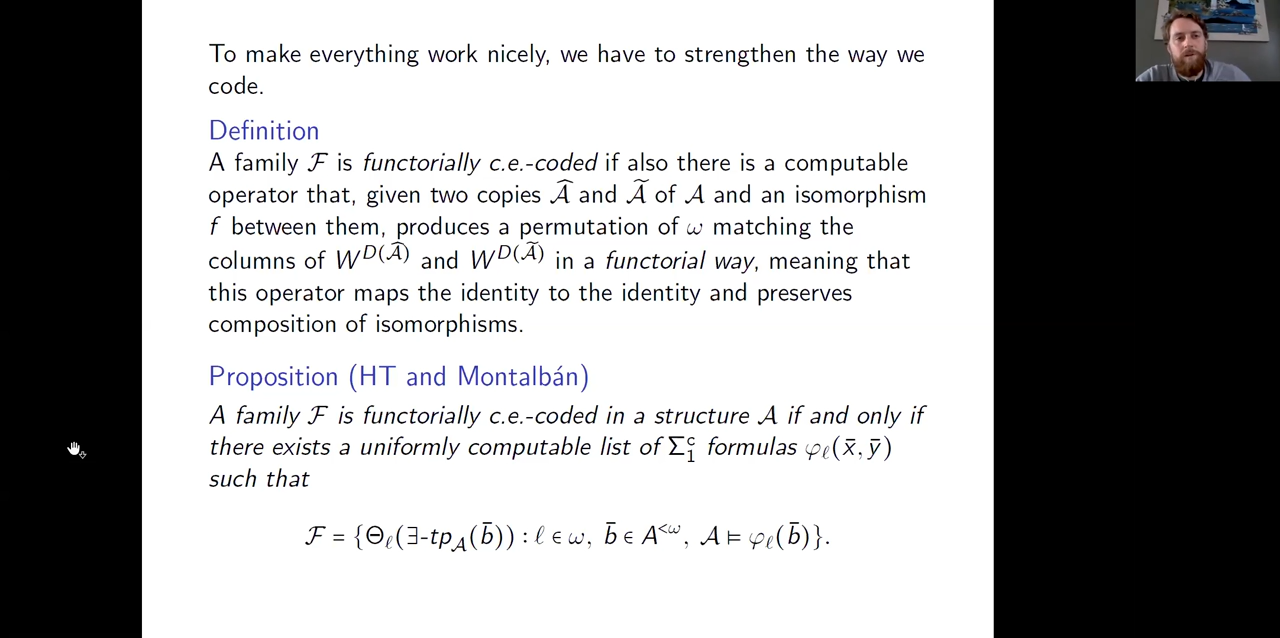 To make everything work nicely, we have to strengthen the way we
code.
Definition
A family ℱ is functorially c.e.-coded if also there is a computable
operator that, given two copies 𝒜̂ and 𝒜̃ of 𝒜 and an isomorphism
f between them, produces a permutation of ω matching the
columns of W^{D(𝒜̂)} and W^{D(𝒜̃)} in a functorial way, meaning that
this operator maps the identity to the identity and preserves
composition of isomorphisms.
Proposition (HT and Montalbán)
A family ℱ is functorially c.e.-coded in a structure 𝒜 if and only if
there exists a uniformly computable list of Σ₁ᶜ formulas φ_ℓ(x̄, ȳ)
such that
ℱ = {Θ_ℓ(∃-tp_𝒜(b̄)) : ℓ ∈ ω, b̄ ∈ A^{<ω}, 𝒜 ⊨ φ_ℓ(b̄)}.